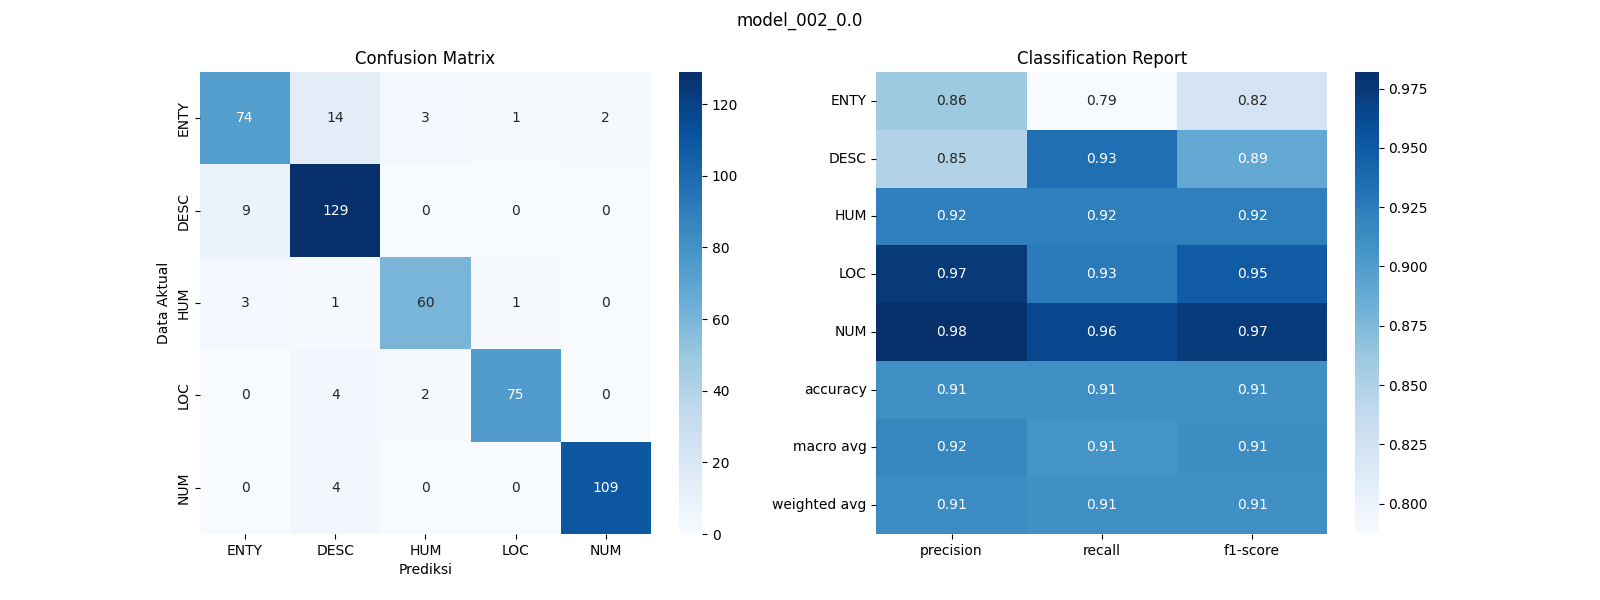 model_002_0.0
Confusion Matrix
Data Aktual
ENTY 74 14 3 1 2
DESC 9 129 0 0 0
HUM 3 1 60 1 0
LOC 0 4 2 75 0
NUM 0 4 0 0 109
ENTY DESC HUM LOC NUM
Prediksi
120
100
80
60
40
20
0
Classification Report
ENTY 0.86 0.79 0.82
DESC 0.85 0.93 0.89
HUM 0.92 0.92 0.92
LOC 0.97 0.93 0.95
NUM 0.98 0.96 0.97
accuracy 0.91 0.91 0.91
macro avg 0.92 0.91 0.91
weighted avg 0.91 0.91 0.91
precision recall f1-score
0.975
0.950
0.925
0.900
0.875
0.850
0.825
0.800